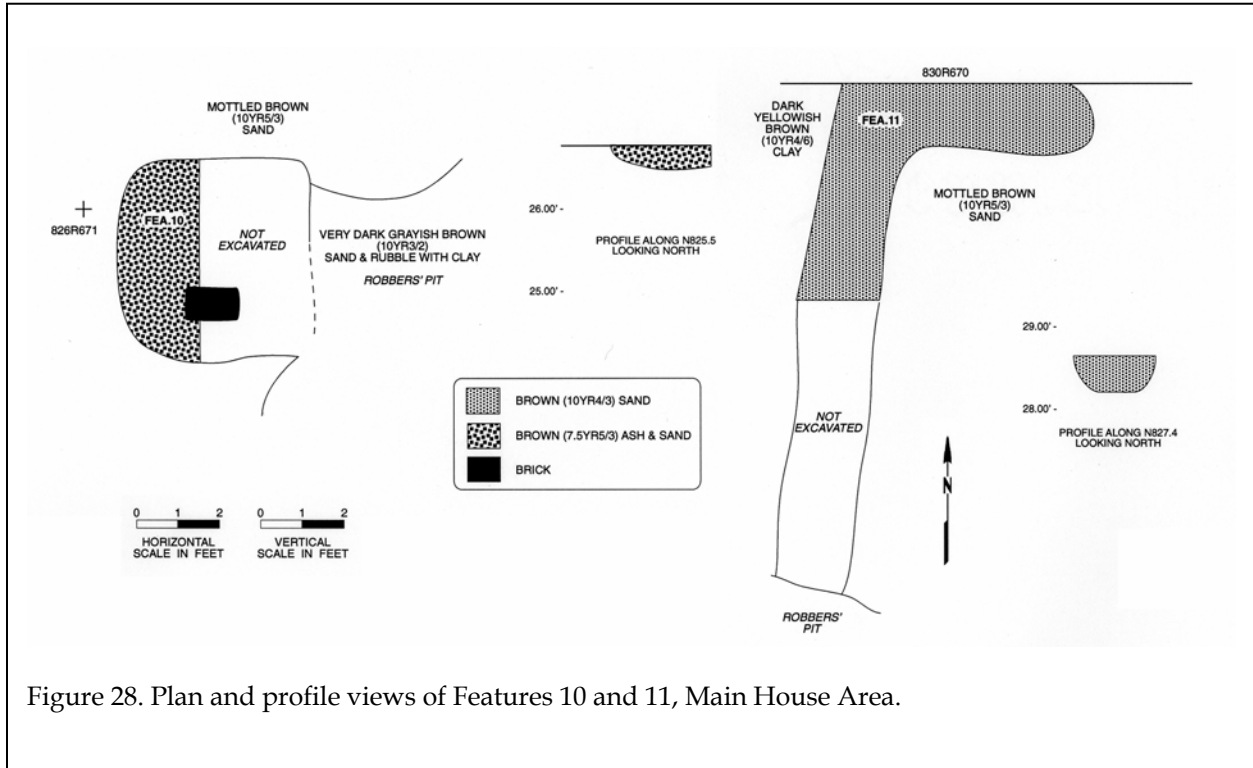 MOTTLED BROWN
(10YR5/3)
SAND
826R671
FEA.10
NOT
EXCAVATED
VERY DARK GRAYISH BROWN
(10YR3/2)
SAND & RUBBLE WITH CLAY
ROBBERS' PIT
26.00' -
25.00' -
PROFILE ALONG N825.5
LOOKING NORTH
830R670
DARK
YELLOWISH
BROWN
(10YR4/6)
CLAY
FEA.11
MOTTLED BROWN
(10YR5/3)
SAND
NOT
EXCAVATED
29.00' -
28.00' -
PROFILE ALONG N827.4
LOOKING NORTH
N
ROBBERS'
PIT
BROWN (10YR4/3) SAND
BROWN (7.5YR5/3) ASH & SAND
BRICK
0 1 2
HORIZONTAL
SCALE IN FEET
0 1 2
VERTICAL
SCALE IN FEET
Figure 28. Plan and profile views of Features 10 and 11, Main House Area.